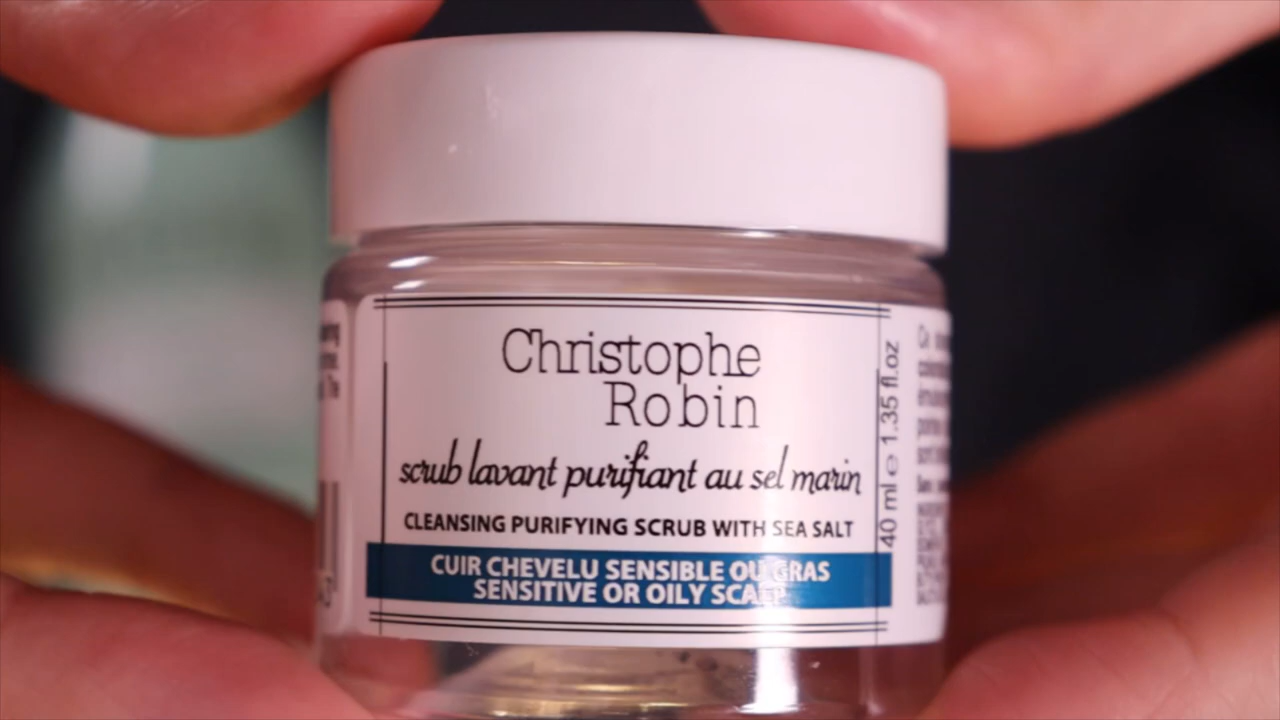 Christophe
Robin
scrub lavant purifiant au sel marin
CLEANSING PURIFYING SCRUB WITH SEA SALT
CUIR CHEVELU SENSIBLE OU GRAS
SENSITIVE OR OILY SCALP
40 ml e 1.35 fl.oz